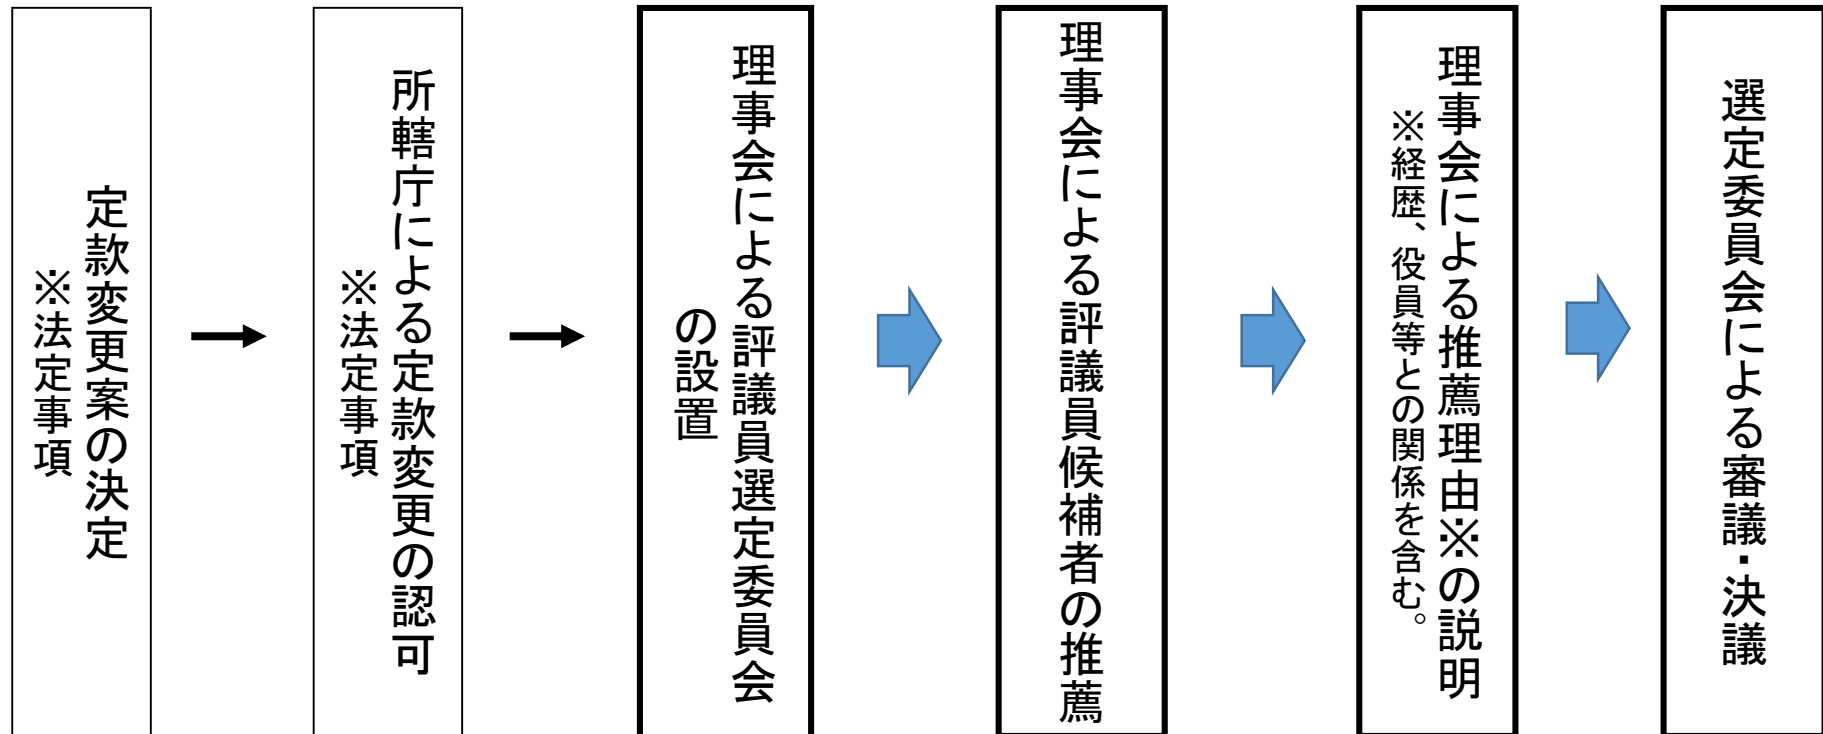 定款変更案の決定
※法定事項
所轄庁による定款変更の認可
※法定事項
理事会による評議員選定委員会
の設置
理事会による評議員候補者の推薦
理事会による推薦理由※の説明
※経歴、役員等との関係を含む。
選定委員会による審議・決議